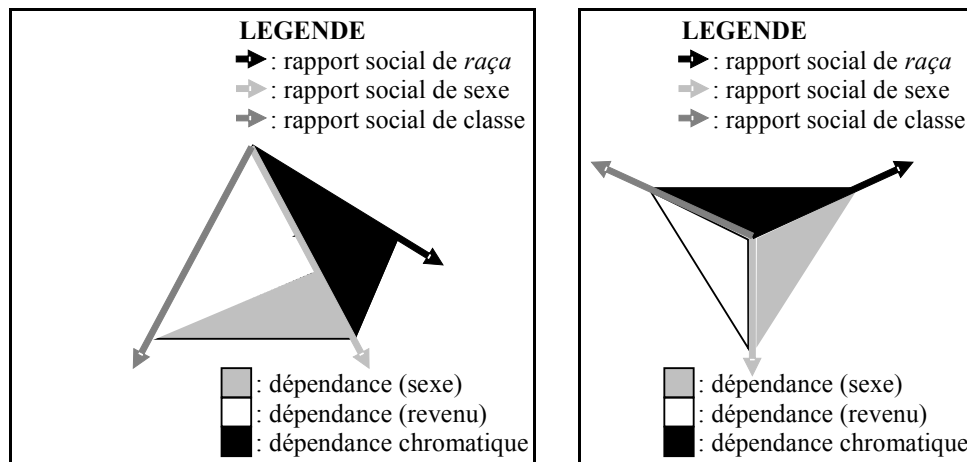 LEGENDE
: rapport social de raça
: rapport social de sexe
: rapport social de classe
: dépendance (sexe)
: dépendance (revenu)
: dépendance chromatique
LEGENDE
: rapport social de raça
: rapport social de sexe
: rapport social de classe
: dépendance (sexe)
: dépendance (revenu)
: dépendance chromatique